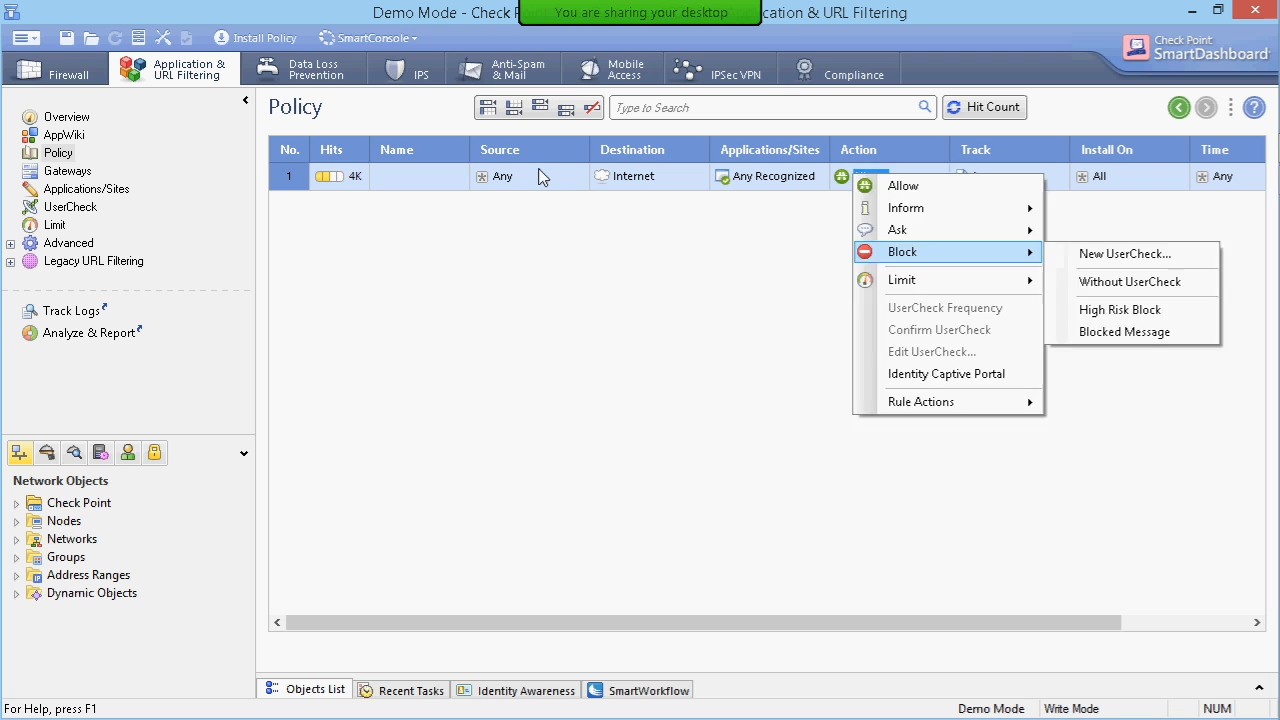 Demo Mode - Check P
You are sharing your desktop
ication & URL Filtering
Install Policy
SmartConsole
Check Point
SmartDashboard
Firewall
Application &
URL Filtering
Data Loss
Prevention
IPS
Anti-Spam
& Mail
Mobile
Access
IPSec VPN
Compliance
Overview
AppWiki
Policy
Gateways
Applications/Sites
UserCheck
Limit
Advanced
Legacy URL Filtering
Track Logs
Analyze & Report
Network Objects
Check Point
Nodes
Networks
Groups
Address Ranges
Dynamic Objects
Policy
Type to Search
Hit Count
No. Hits Name Source Destination Applications/Sites Action Track Install On Time
1 4K Any Internet Any Recognized All Any
Allow
Inform
Ask
Block
Limit
UserCheck Frequency
Confirm UserCheck
Edit UserCheck...
Identity Captive Portal
Rule Actions
New UserCheck...
Without UserCheck
High Risk Block
Blocked Message
Objects List
Recent Tasks
Identity Awareness
SmartWorkflow
For Help, press F1
Demo Mode
Write Mode
NUM